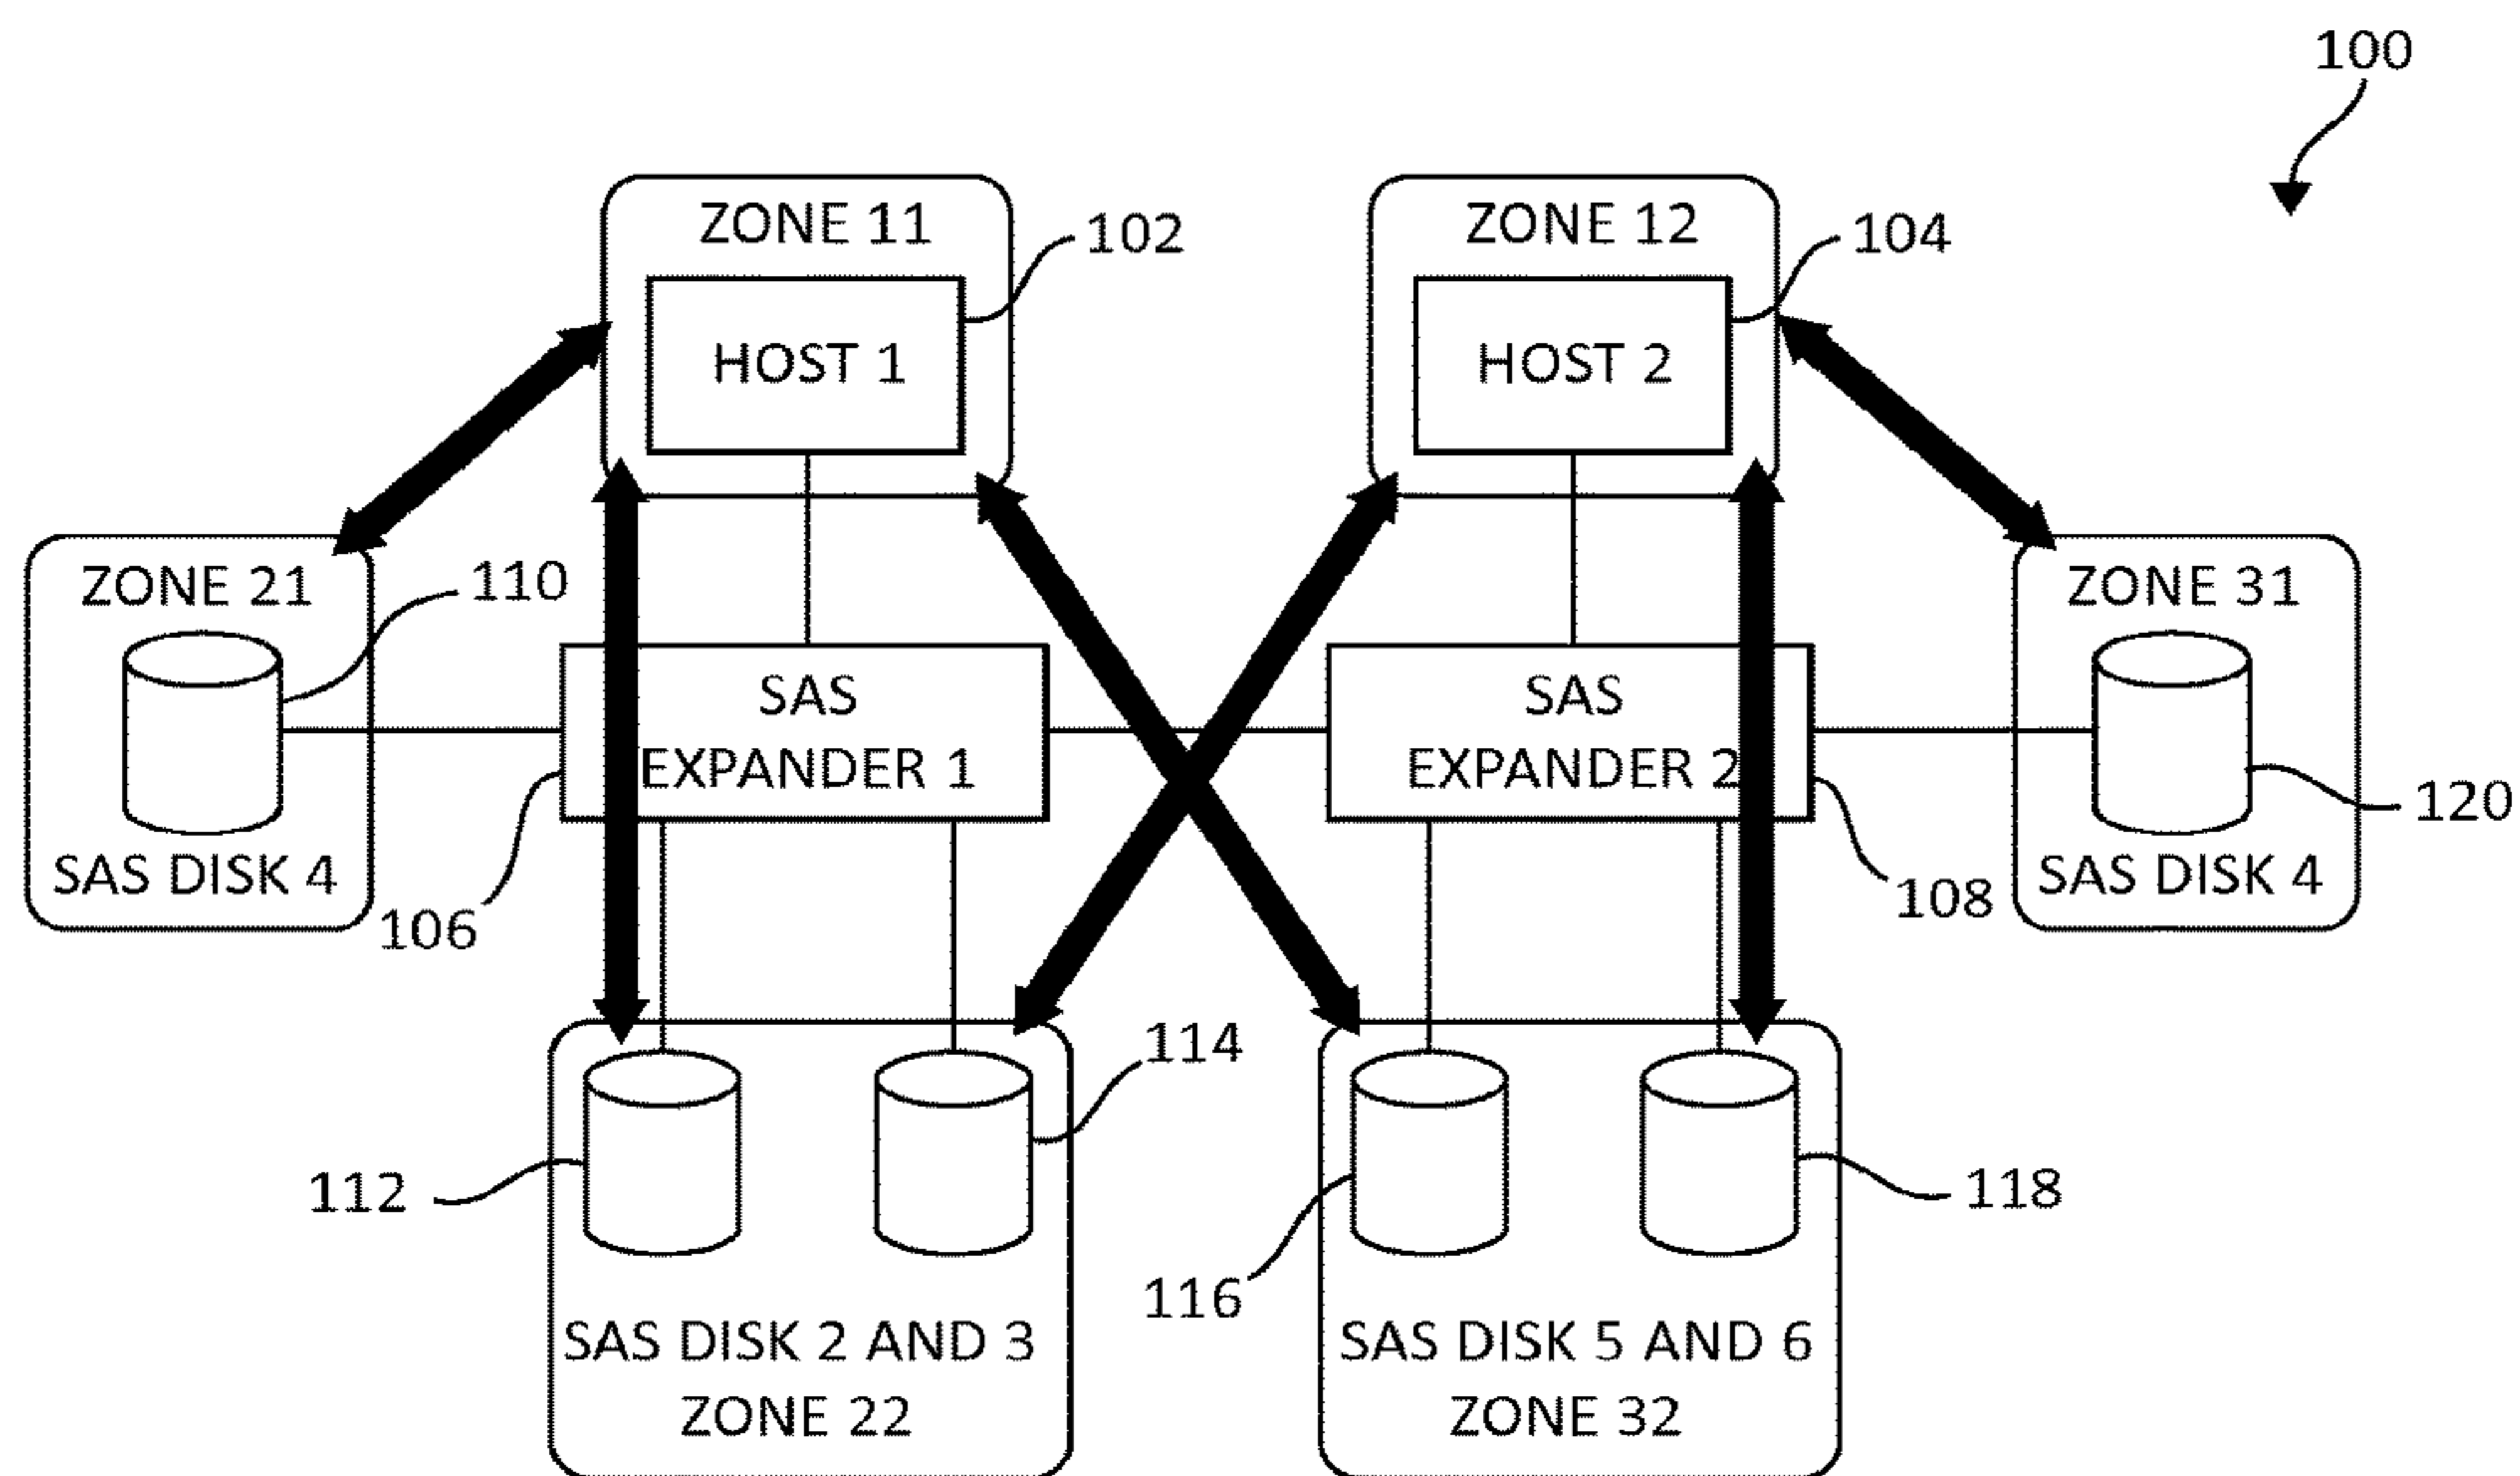 100
ZONE 11
102
HOST 1
ZONE 12
104
HOST 2
ZONE 21
110
SAS DISK 4
SAS
EXPANDER 1
106
SAS
EXPANDER 2
108
ZONE 31
120
SAS DISK 4
112
114
SAS DISK 2 AND 3
ZONE 22
116
118
SAS DISK 5 AND 6
ZONE 32